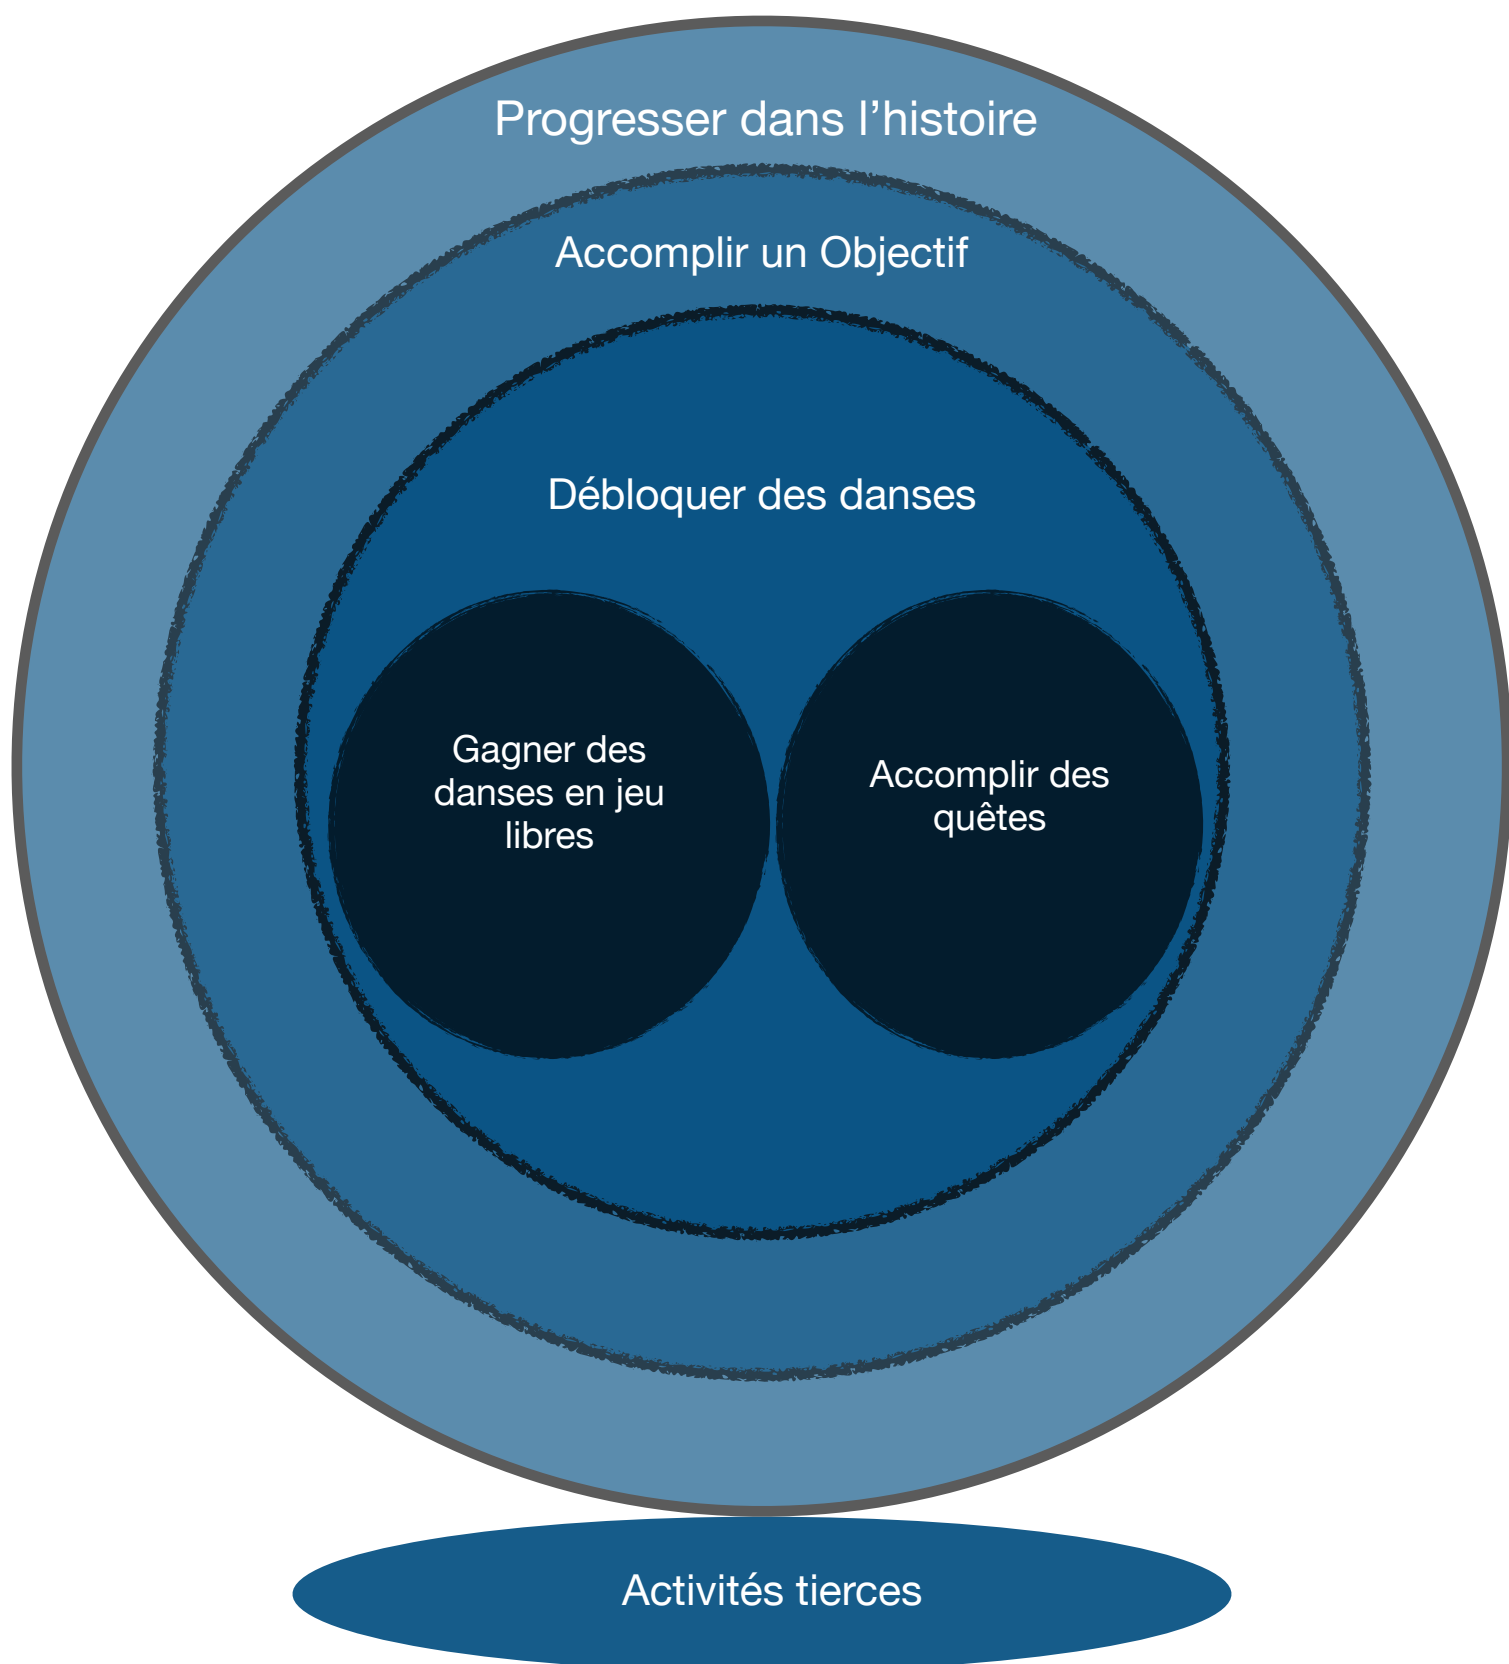 Progresser dans l’histoire
Accomplir un Objectif
Débloquer des danses
Gagner des
danses en jeu
libres
Accomplir des
quêtes
Activités tierces